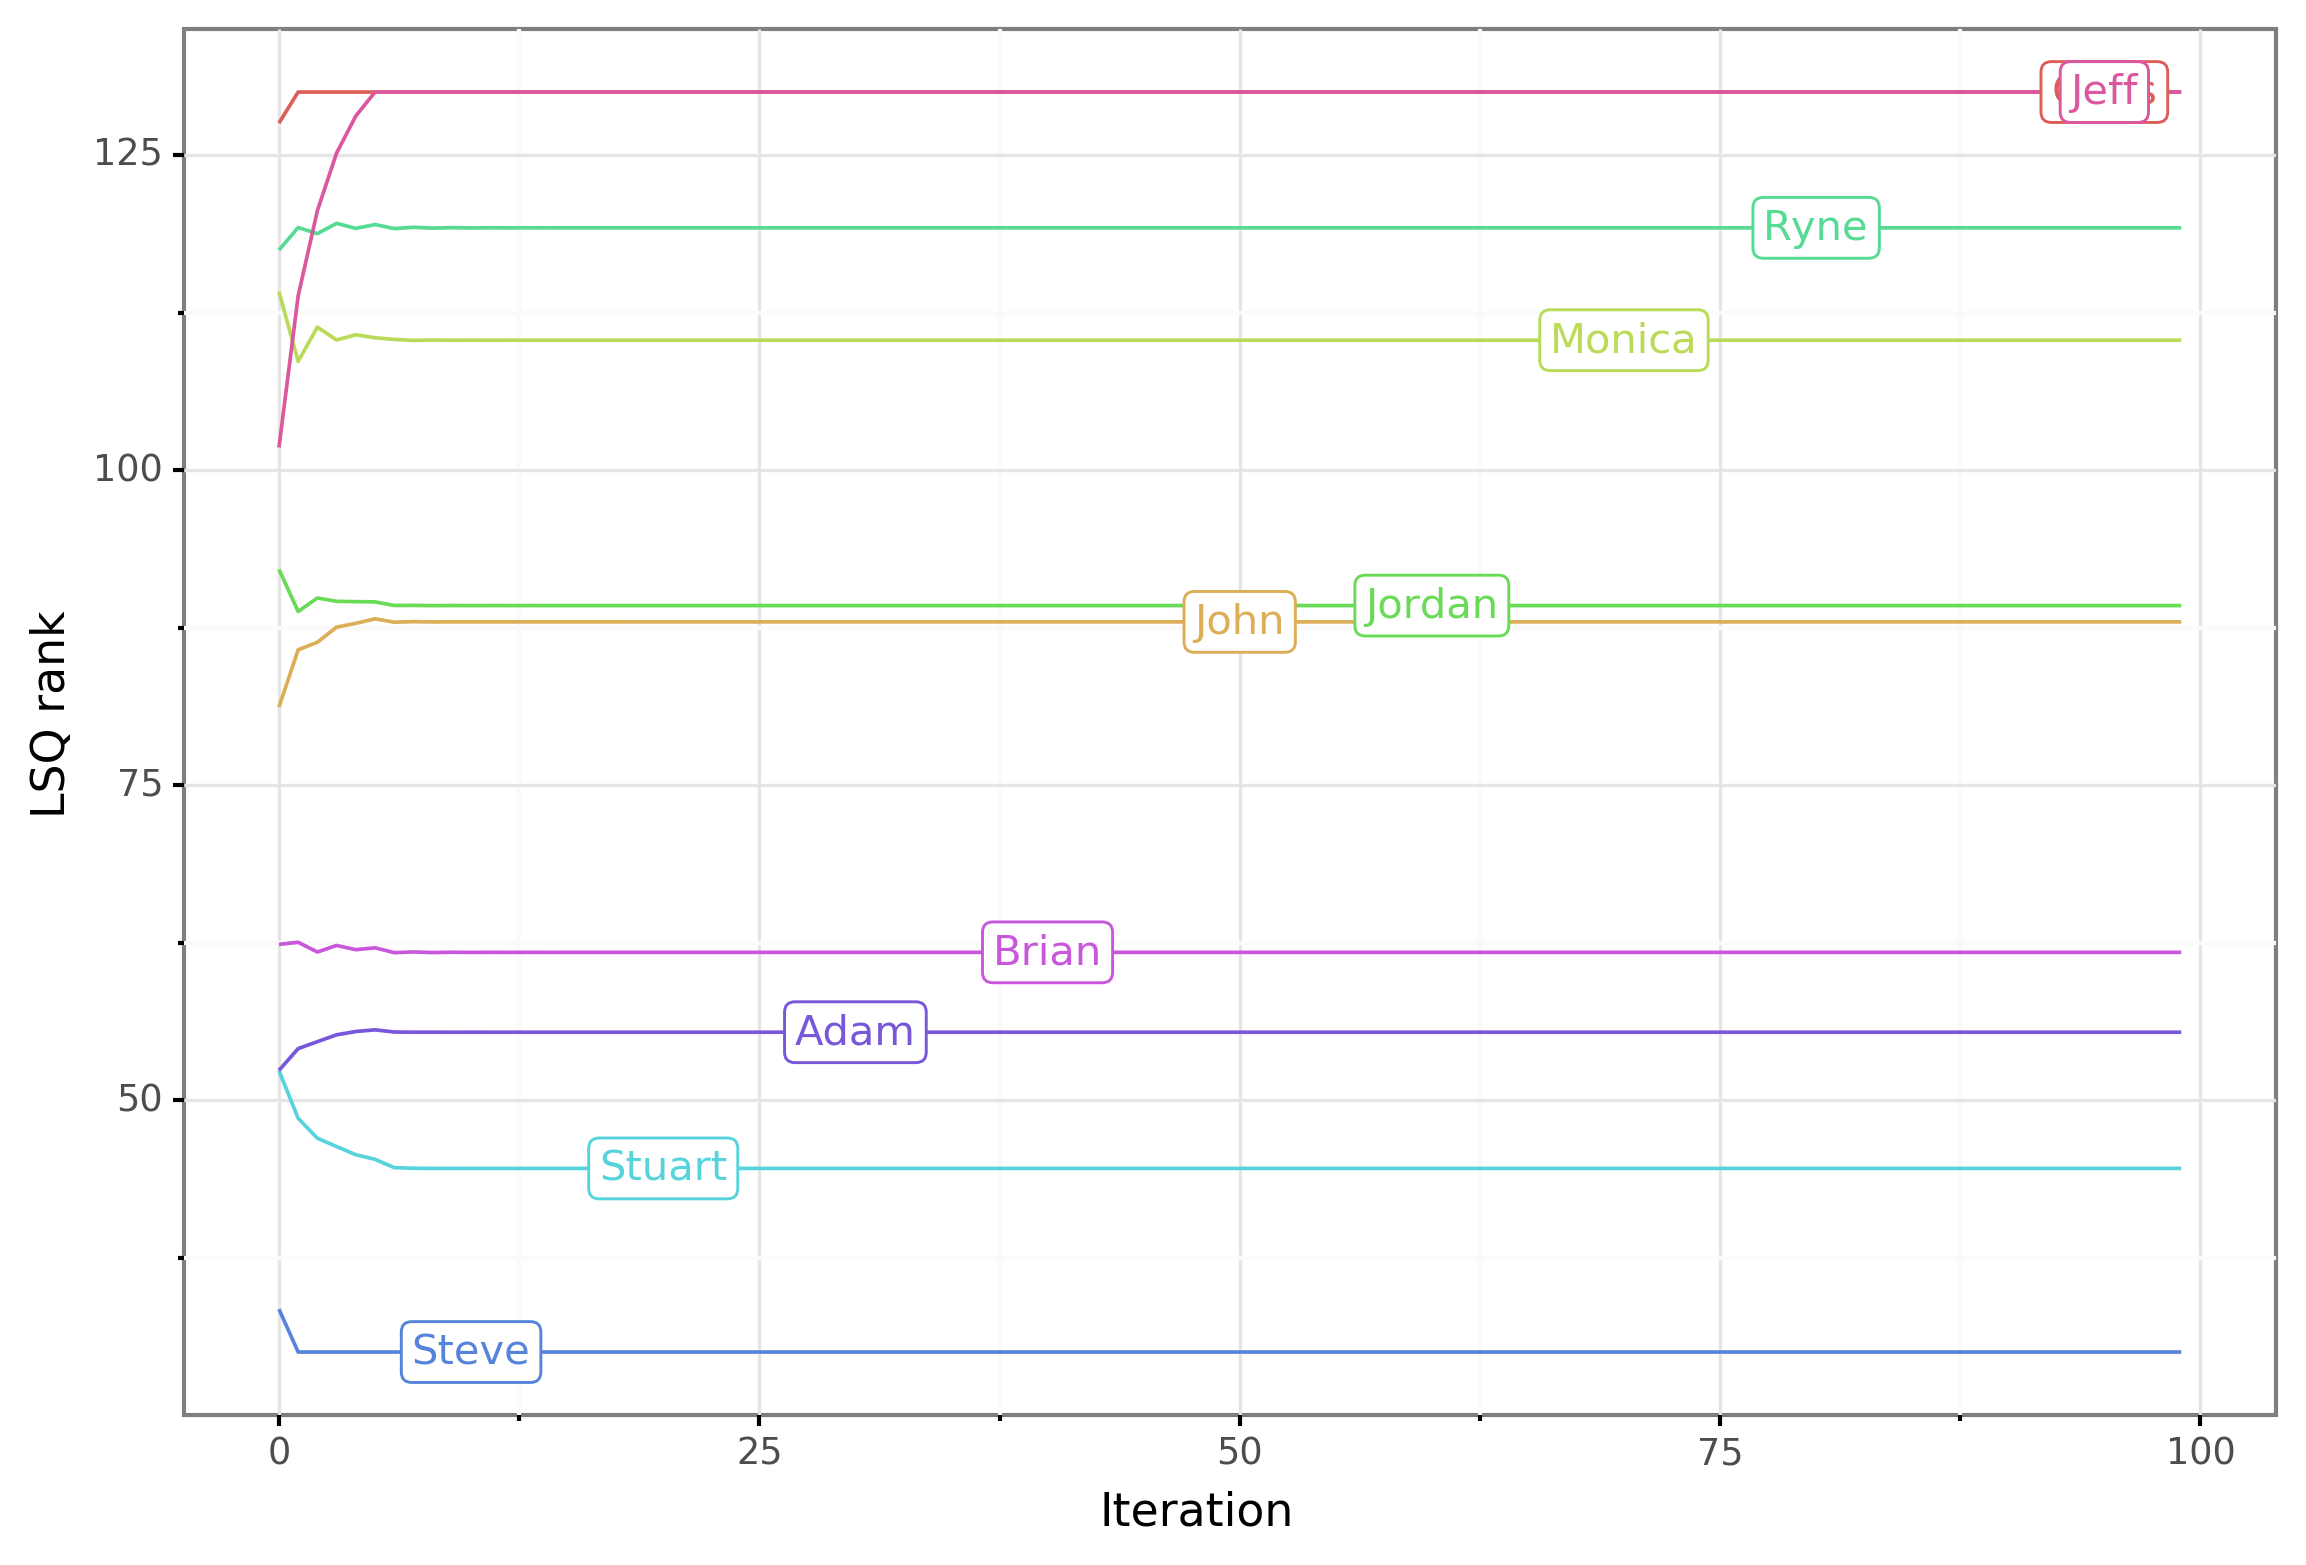 Jeff
125
Ryne
Monica
100
Jordan
John
LSQ rank
75
Brian
Adam
50
Stuart
Steve
0
25
50
75
100
Iteration